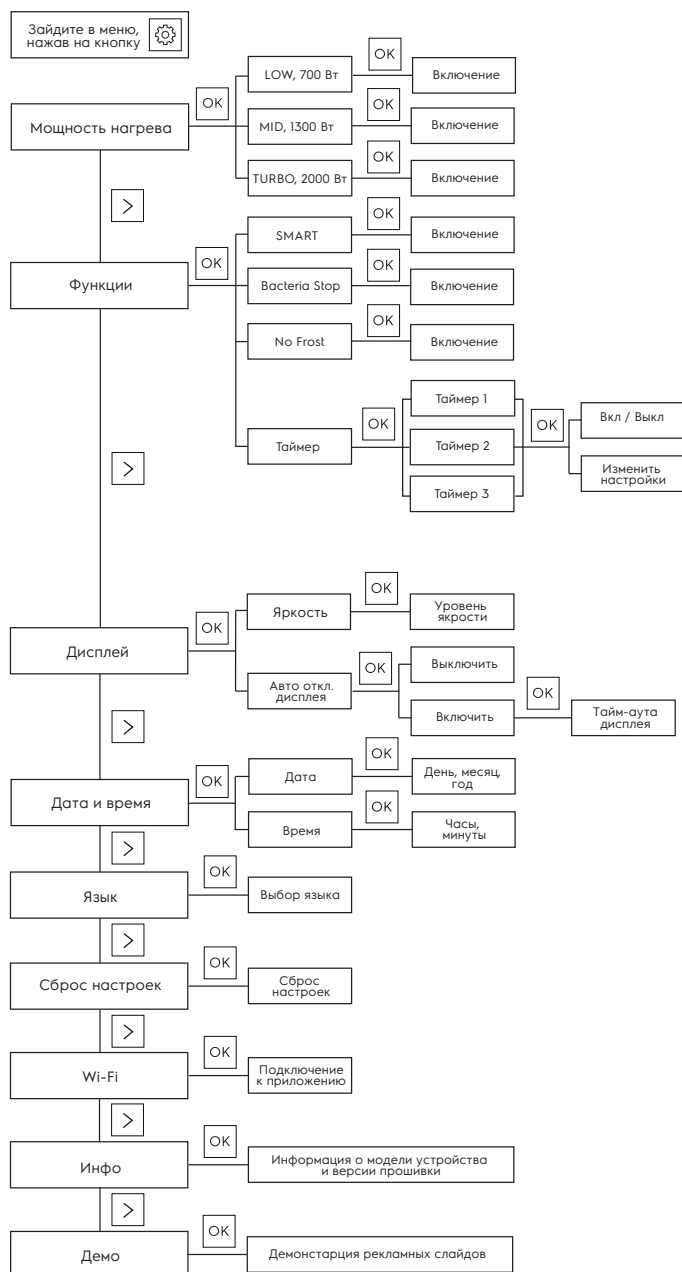 Зайдите в меню,
нажав на кнопку
Мощность нагрева
OK
LOW, 700 Вт
OK
Включение
MID, 1300 Вт
OK
Включение
TURBO, 2000 Вт
OK
Включение
>
Функции
OK
SMART
OK
Включение
Bacteria Stop
OK
Включение
No Frost
OK
Включение
Таймер
OK
Таймер 1
Таймер 2
Таймер 3
OK
Вкл / Выкл
Изменить
настройки
>
Дисплей
OK
Яркость
OK
Уровень
якрости
Авто откл.
дисплея
OK
Выключить
Включить
OK
Тайм-аута
дисплея
>
Дата и время
OK
Дата
OK
День, месяц,
год
Время
OK
Часы,
минуты
>
Язык
OK
Выбор языка
>
Сброс настроек
OK
Сброс
настроек
>
Wi-Fi
OK
Подключение
к приложению
>
Инфо
OK
Информация о модели устройства
и версии прошивки
>
Демо
OK
Демонстарция рекламных слайдов